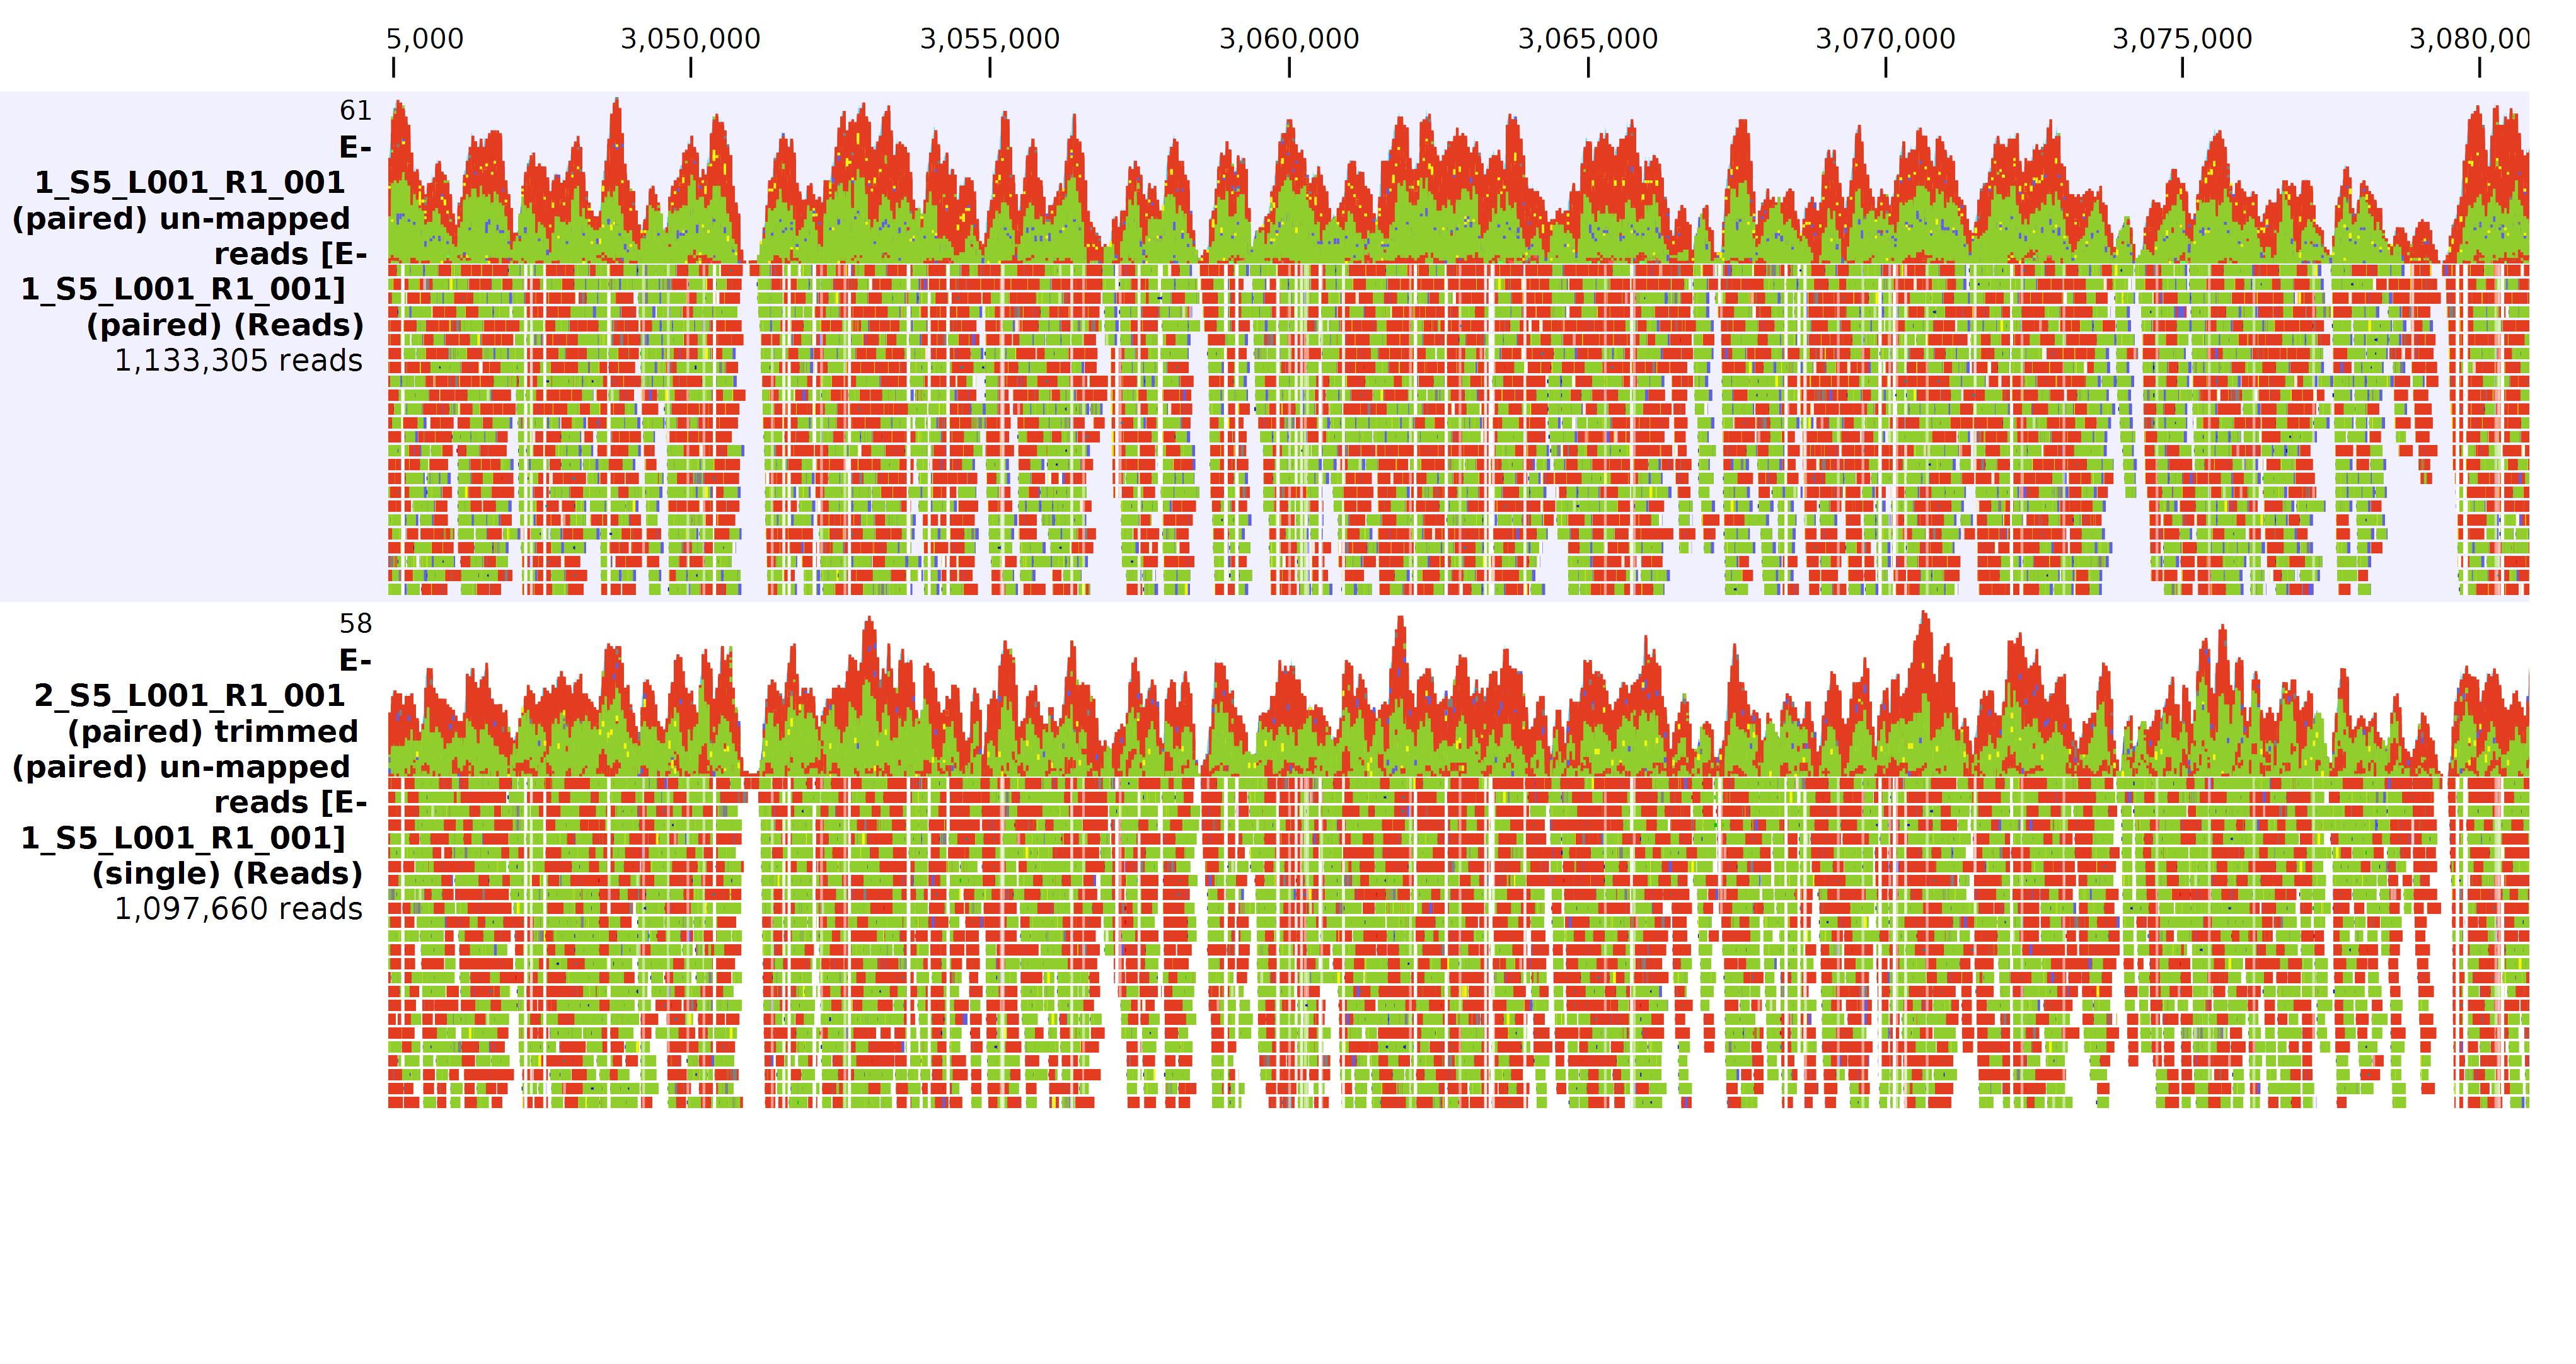 5,000 3,050,000 3,055,000 3,060,000 3,065,000 3,070,000 3,075,000 3,080,00
61
E-
1_S5_L001_R1_001
(paired) un-mapped
reads [E-
1_S5_L001_R1_001]
(paired) (Reads)
1,133,305 reads
58
E-
2_S5_L001_R1_001
(paired) trimmed
(paired) un-mapped
reads [E-
1_S5_L001_R1_001]
(single) (Reads)
1,097,660 reads